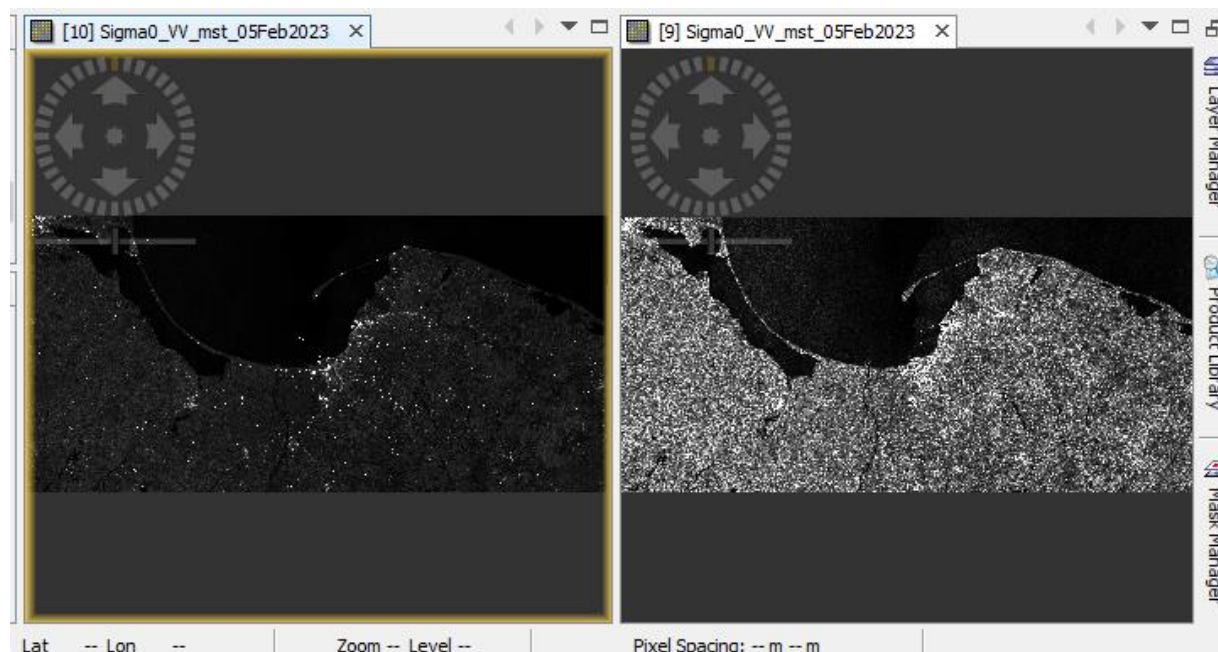 [10] Sigma0_VV_mst_05Feb2023
[9] Sigma0_VV_mst_05Feb2023
Layer Manager
Product Library
Mask Manager
Lat -- Lon --
Zoom -- Level --
Pixel Spacing: -- m -- m